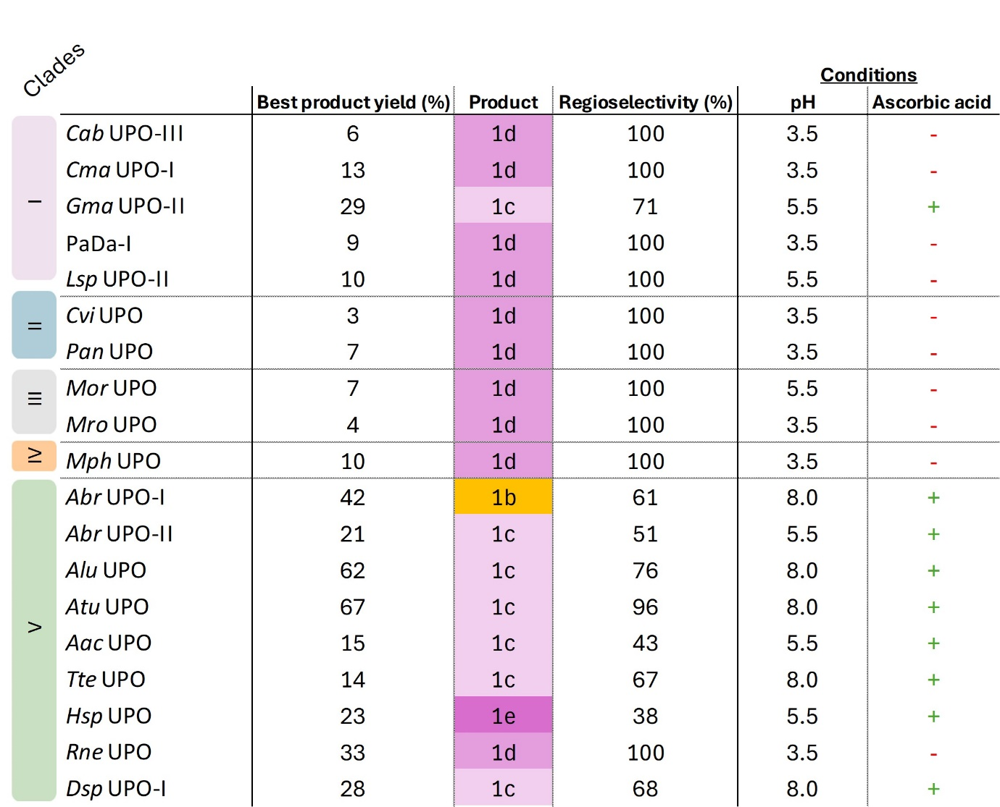 Clades
Conditions
Best product yield (%) Product Regioselectivity (%) pH Ascorbic acid
I
Cab UPO-III 6 1d 100 3.5 -
Cma UPO-I 13 1d 100 3.5 -
Gma UPO-II 29 1c 71 5.5 +
PaDa-I 9 1d 100 3.5 -
Lsp UPO-II 10 1d 100 5.5 -
II
Cvi UPO 3 1d 100 3.5 -
Pan UPO 7 1d 100 3.5 -
III
Mor UPO 7 1d 100 5.5 -
Mro UPO 4 1d 100 3.5 -
IV
Mph UPO 10 1d 100 3.5 -
V
Abr UPO-I 42 1b 61 8.0 +
Abr UPO-II 21 1c 51 5.5 +
Alu UPO 62 1c 76 8.0 +
Atu UPO 67 1c 96 8.0 +
Aac UPO 15 1c 43 5.5 +
Tte UPO 14 1c 67 8.0 +
Hsp UPO 23 1e 38 5.5 +
Rne UPO 33 1d 100 3.5 -
Dsp UPO-I 28 1c 68 8.0 +